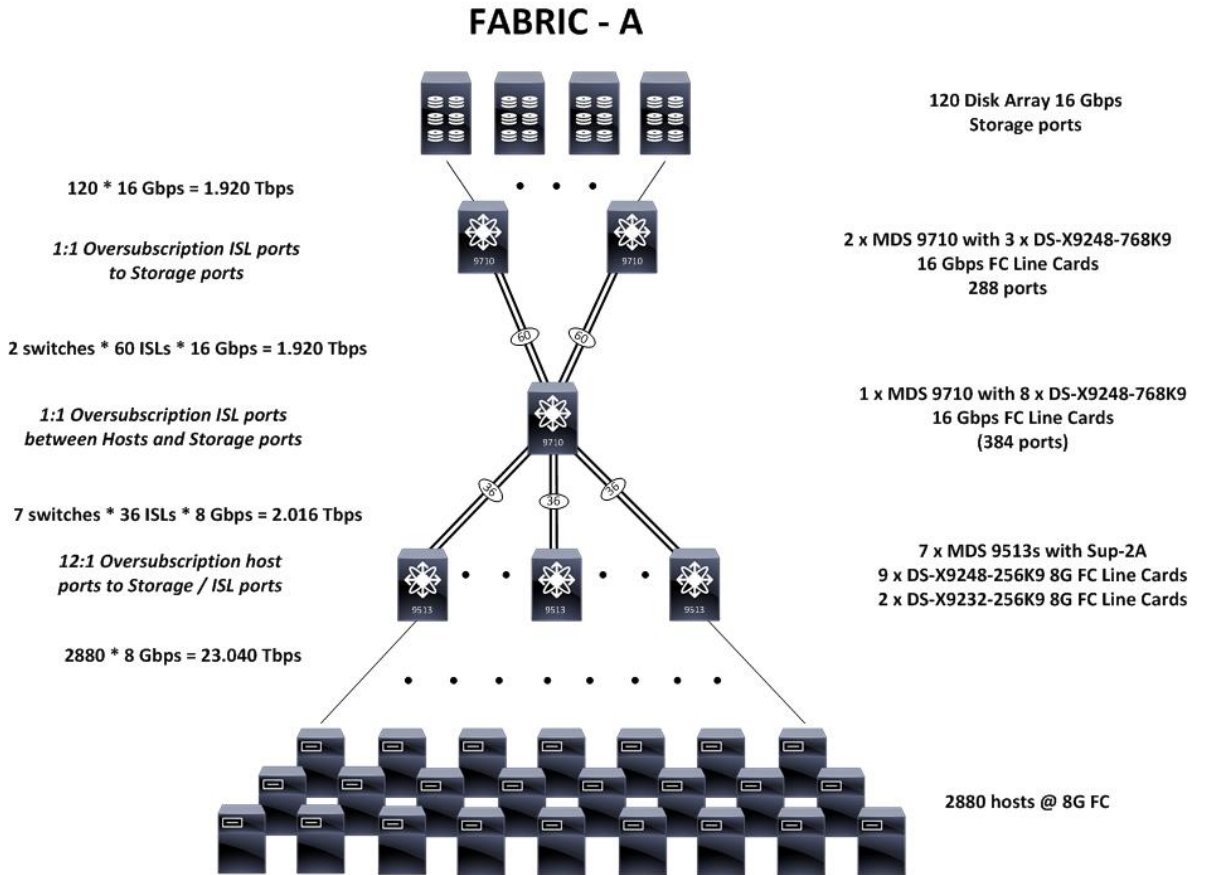 FABRIC - A
120 Disk Array 16 Gbps
Storage ports
120 * 16 Gbps = 1.920 Tbps
1:1 Oversubscription ISL ports
to Storage ports
9710
9710
2 x MDS 9710 with 3 x DS-X9248-768K9
16 Gbps FC Line Cards
288 ports
60
60
2 switches * 60 ISLs * 16 Gbps = 1.920 Tbps
1:1 Oversubscription ISL ports
between Hosts and Storage ports
9710
1 x MDS 9710 with 8 x DS-X9248-768K9
16 Gbps FC Line Cards
(384 ports)
36
36
36
7 switches * 36 ISLs * 8 Gbps = 2.016 Tbps
12:1 Oversubscription host
ports to Storage / ISL ports
9513
9513
9513
7 x MDS 9513s with Sup-2A
9 x DS-X9248-256K9 8G FC Line Cards
2 x DS-X9232-256K9 8G FC Line Cards
2880 * 8 Gbps = 23.040 Tbps
2880 hosts @ 8G FC